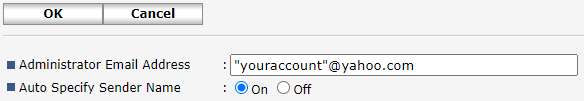 OK Cancel
Administrator Email Address : "youraccount"@yahoo.com
Auto Specify Sender Name : On Off